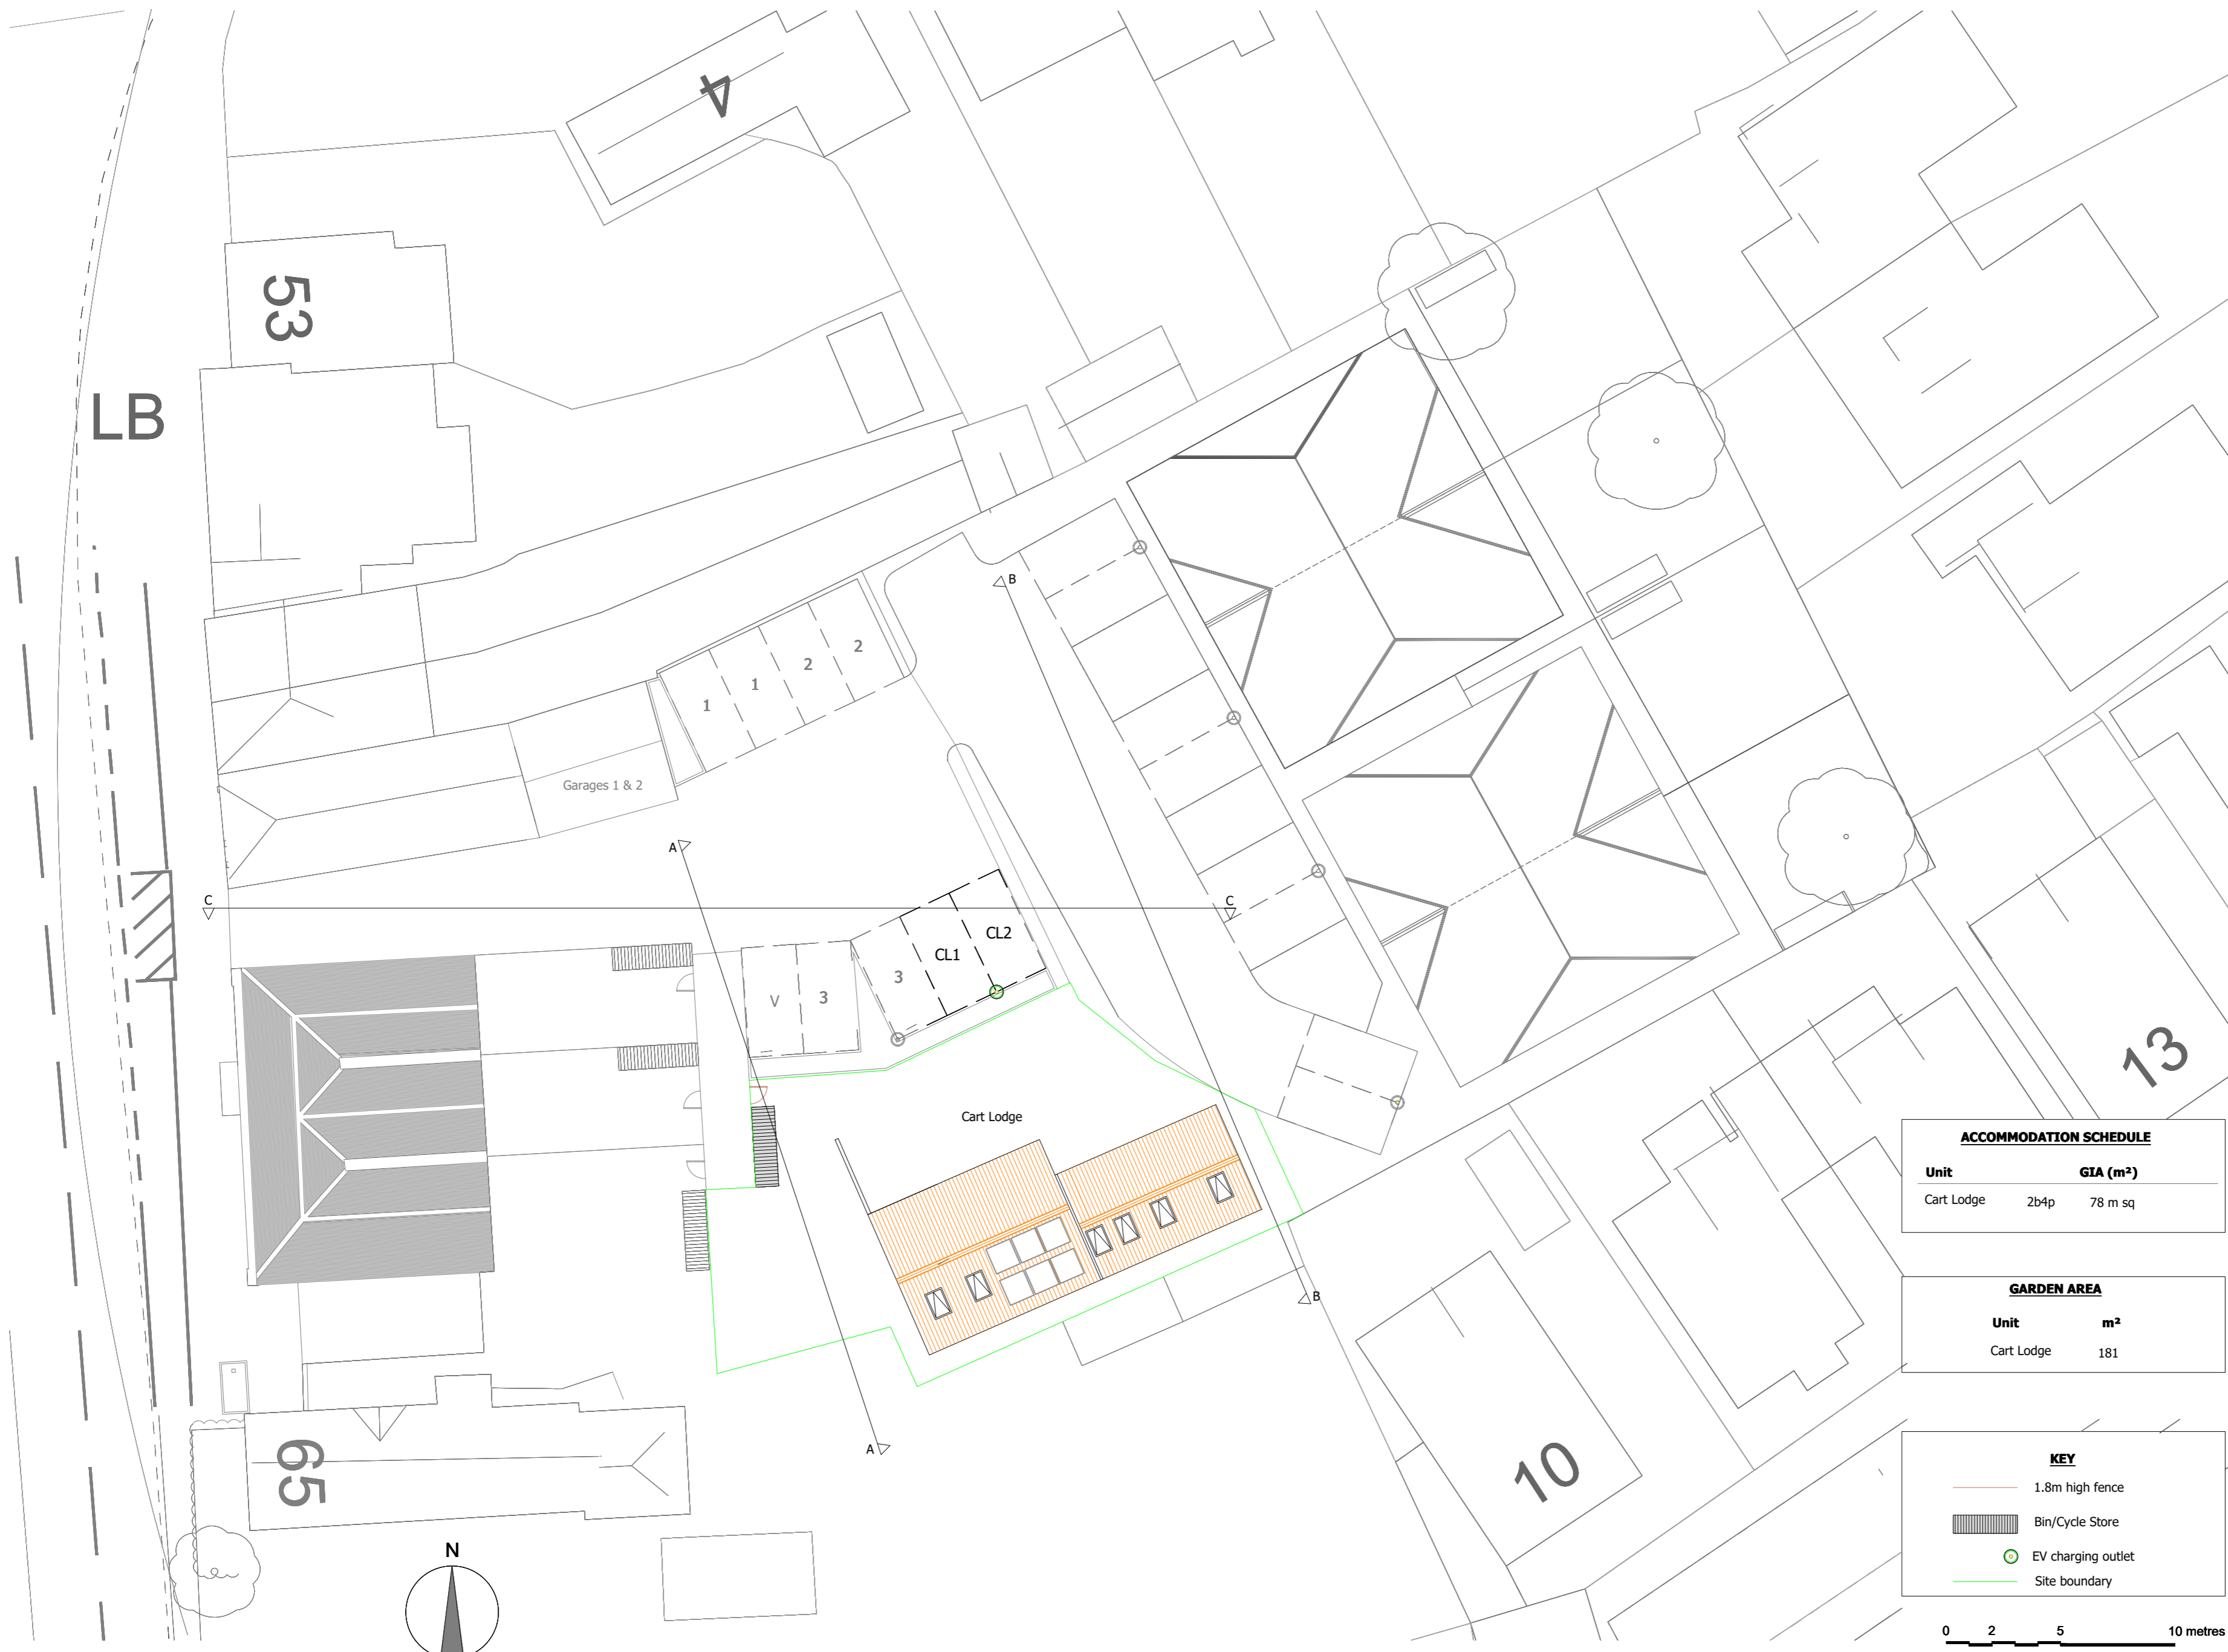 4
53
LB
B
2
2
1
1
Garages 1 & 2
A
C
C
CL2
CL1
3
3
V
Cart Lodge
13
ACCOMMODATION SCHEDULE
Unit GIA (m²)
Cart Lodge 2b4p 78 m sq
GARDEN AREA
Unit m²
Cart Lodge 181
B
A
65
10
KEY
1.8m high fence
Bin/Cycle Store
EV charging outlet
Site boundary
N
0 2 5 10 metres